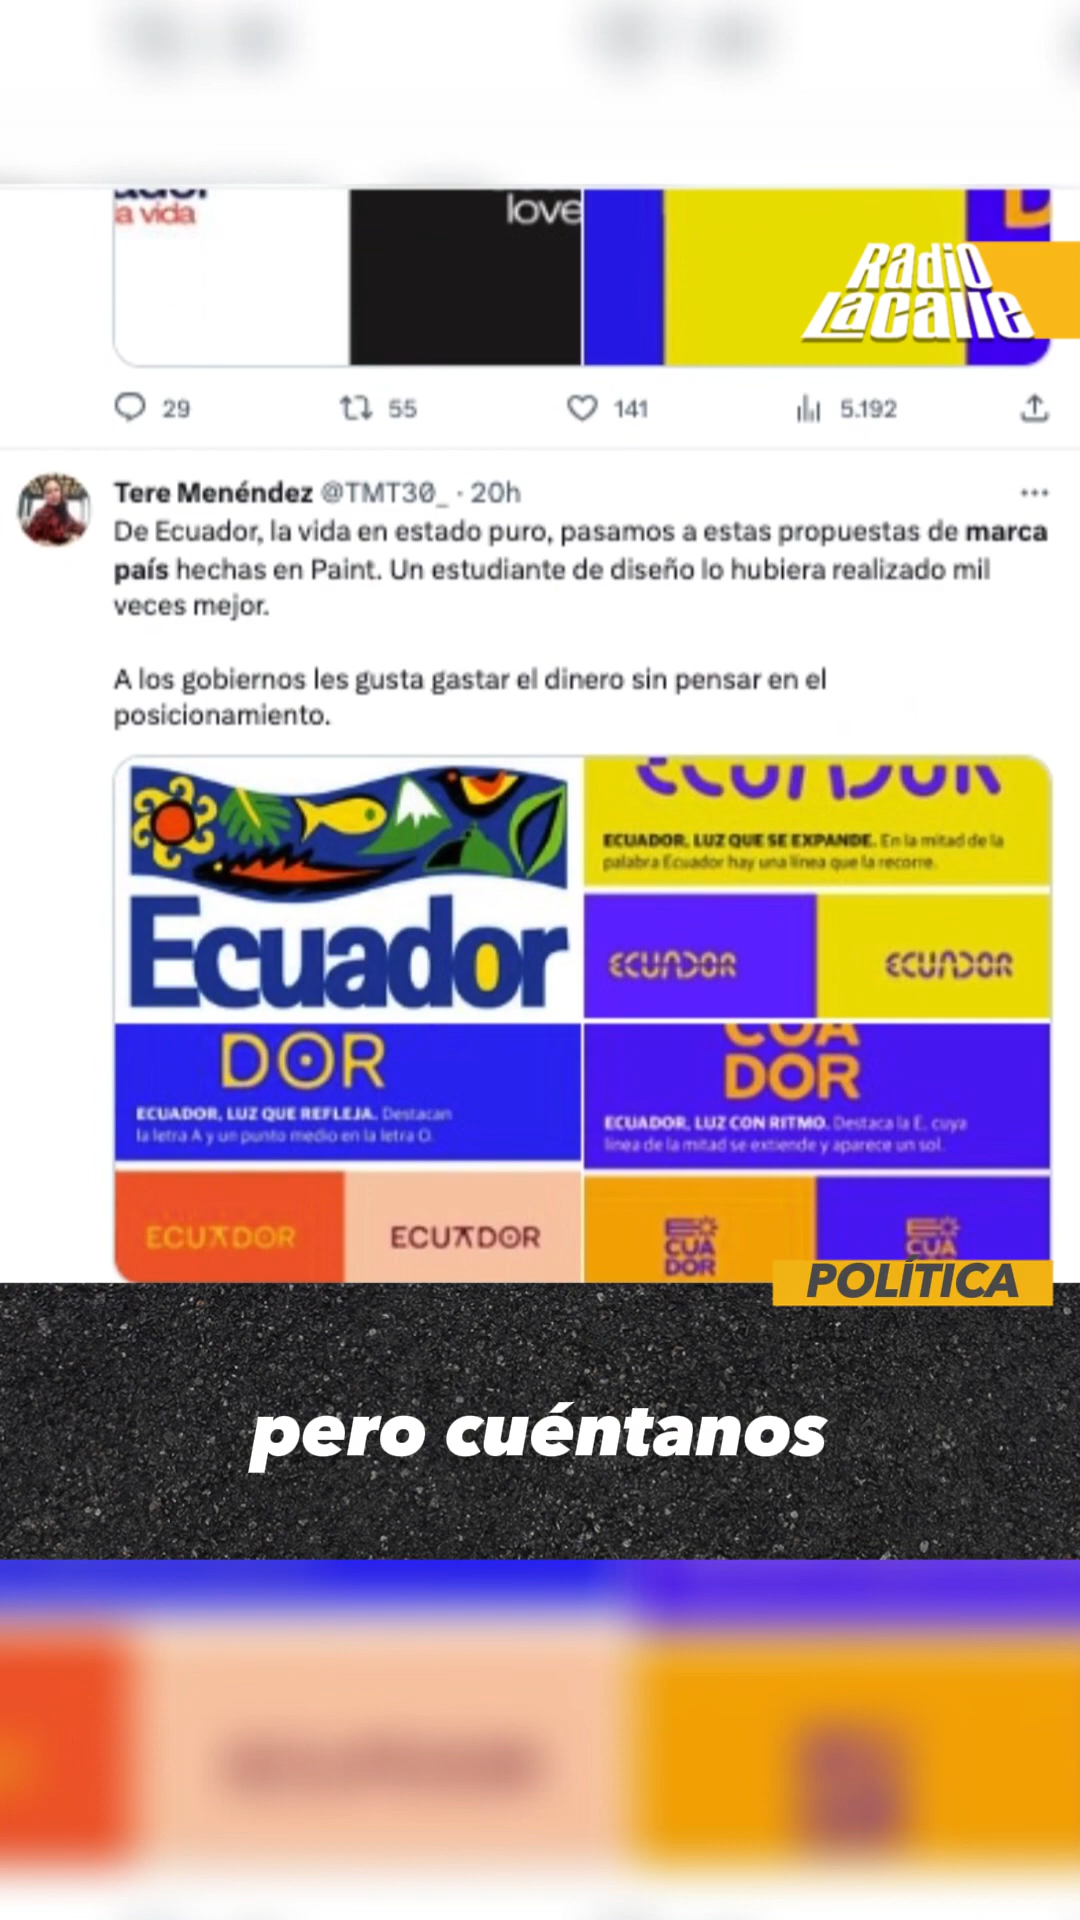 a vida
love
Radio
Lacalle
29
55
141
5.192
Tere Menéndez @TMT30_ · 20h
De Ecuador, la vida en estado puro, pasamos a estas propuestas de marca
país hechas en Paint. Un estudiante de diseño lo hubiera realizado mil
veces mejor.
A los gobiernos les gusta gastar el dinero sin pensar en el
posicionamiento.
Ecuador
ECUADOR
ECUADOR, LUZ QUE SE EXPANDE. En la mitad de la
palabra Ecuador hay una línea que la recorre.
ECUADOR
ECUADOR
DOR
ECUADOR, LUZ QUE REFLEJA. Destacan
la letra A y un punto medio en la letra O.
ECUADOR
ECUADOR
CUA
DOR
ECUADOR, LUZ CON RITMO. Destaca la E, cuya
línea de la mitad se extiende y aparece un sol.
E
CUA
DOR
E
CUA
POLÍTICA
pero cuéntanos